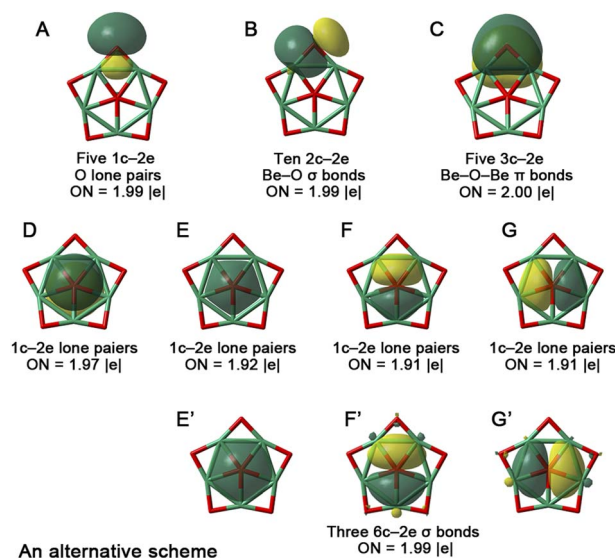 A
B
C
Five 1c–2e
O lone pairs
ON = 1.99 |e|
Ten 2c–2e
Be–O σ bonds
ON = 1.99 |e|
Five 3c–2e
Be–O–Be π bonds
ON = 2.00 |e|
D
E
F
G
1c–2e lone paiers
ON = 1.97 |e|
1c–2e lone paiers
ON = 1.92 |e|
1c–2e lone paiers
ON = 1.91 |e|
1c–2e lone paiers
ON = 1.91 |e|
E'
F'
G'
Three 6c–2e σ bonds
ON = 1.99 |e|
An alternative scheme